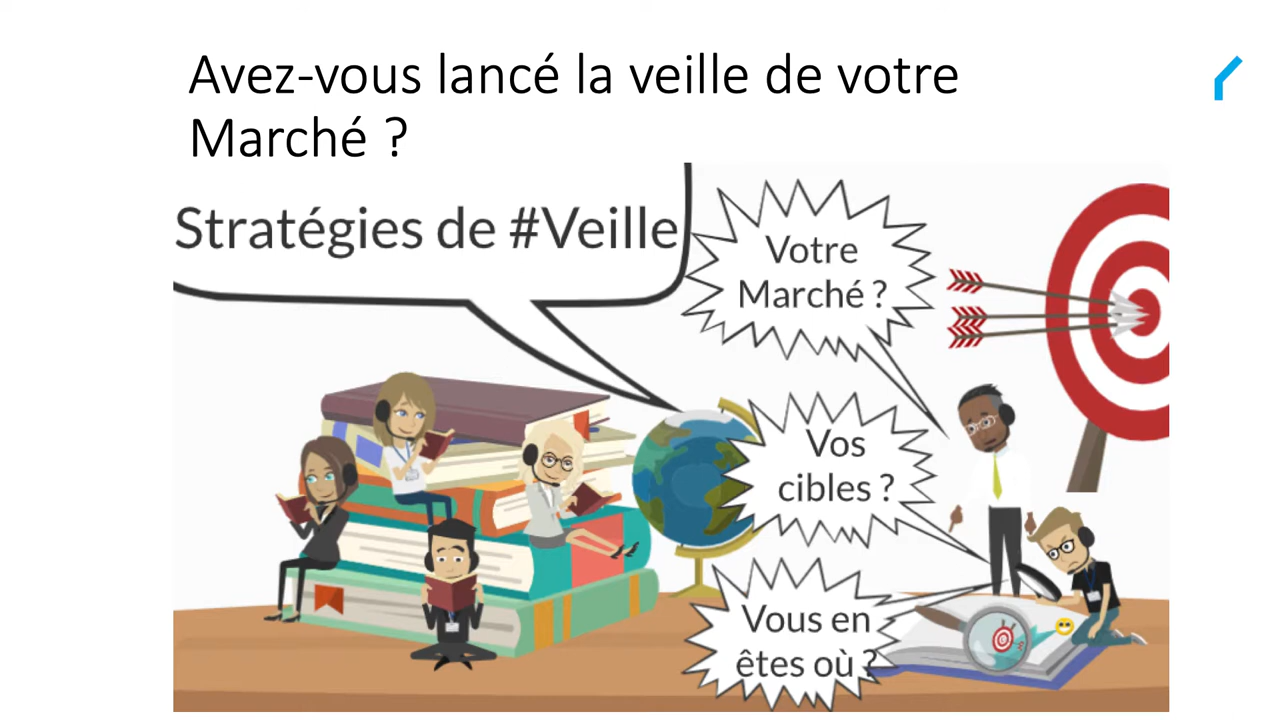 Avez-vous lancé la veille de votre
Marché ?
Stratégies de #Veille
Votre
Marché ?
Vos
cibles ?
Vous en
êtes où ?